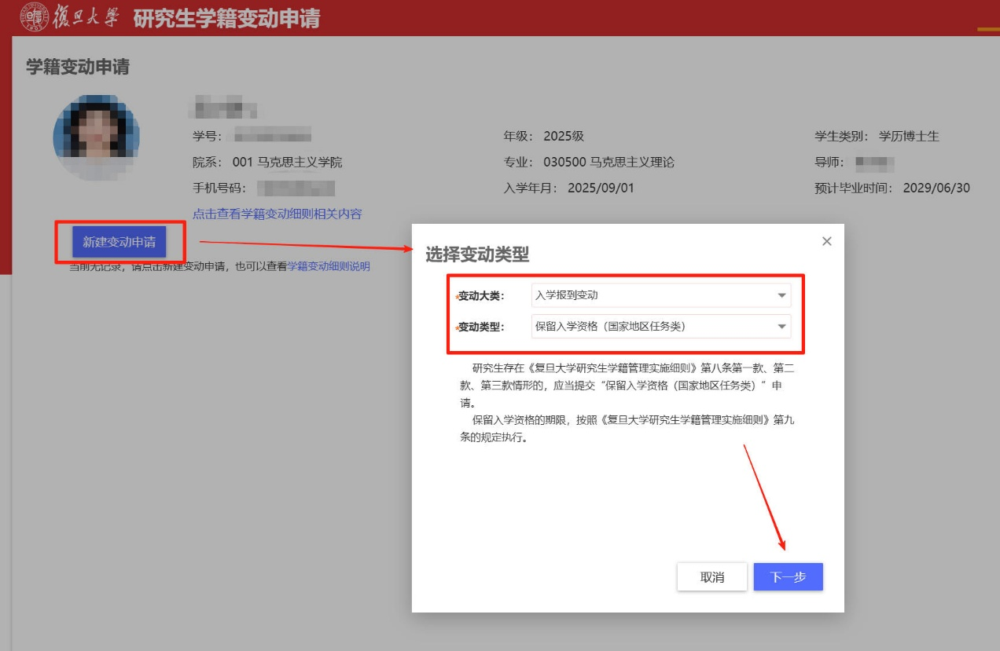 復旦大學 研究生学籍变动申请
学籍变动申请
学号：
年级： 2025级
学生类别： 学历博士生
院系： 001 马克思主义学院
专业： 030500 马克思主义理论
导师：
手机号码：
入学年月： 2025/09/01
预计毕业时间： 2029/06/30
点击查看学籍变动细则相关内容
新建变动申请
当前无记录，请点击新建变动申请，也可以查看学籍变动细则说明
选择变动类型
*变动大类： 入学报到变动
*变动类型： 保留入学资格（国家地区任务类）
研究生存在《复旦大学研究生学籍管理实施细则》第八条第一款、第二
款、第三款情形的，应当提交“保留入学资格（国家地区任务类）”申
请。
保留入学资格的期限，按照《复旦大学研究生学籍管理实施细则》第九
条的规定执行。
取消
下一步